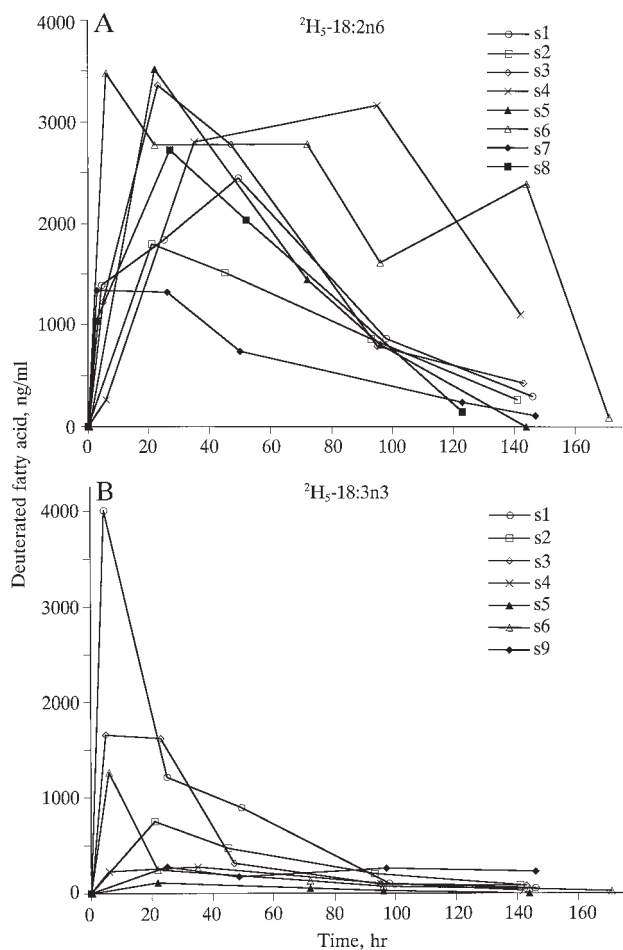 A
²H₅-18:2n6
4000
3000
2000
1000
0
s1
s2
s3
s4
s5
s6
s7
s8
0 20 40 60 80 100 120 140 160
Deuterated fatty acid, ng/ml
B
²H₅-18:3n3
4000
3000
2000
1000
0
s1
s2
s3
s4
s5
s6
s9
0 20 40 60 80 100 120 140 160
Time, hr